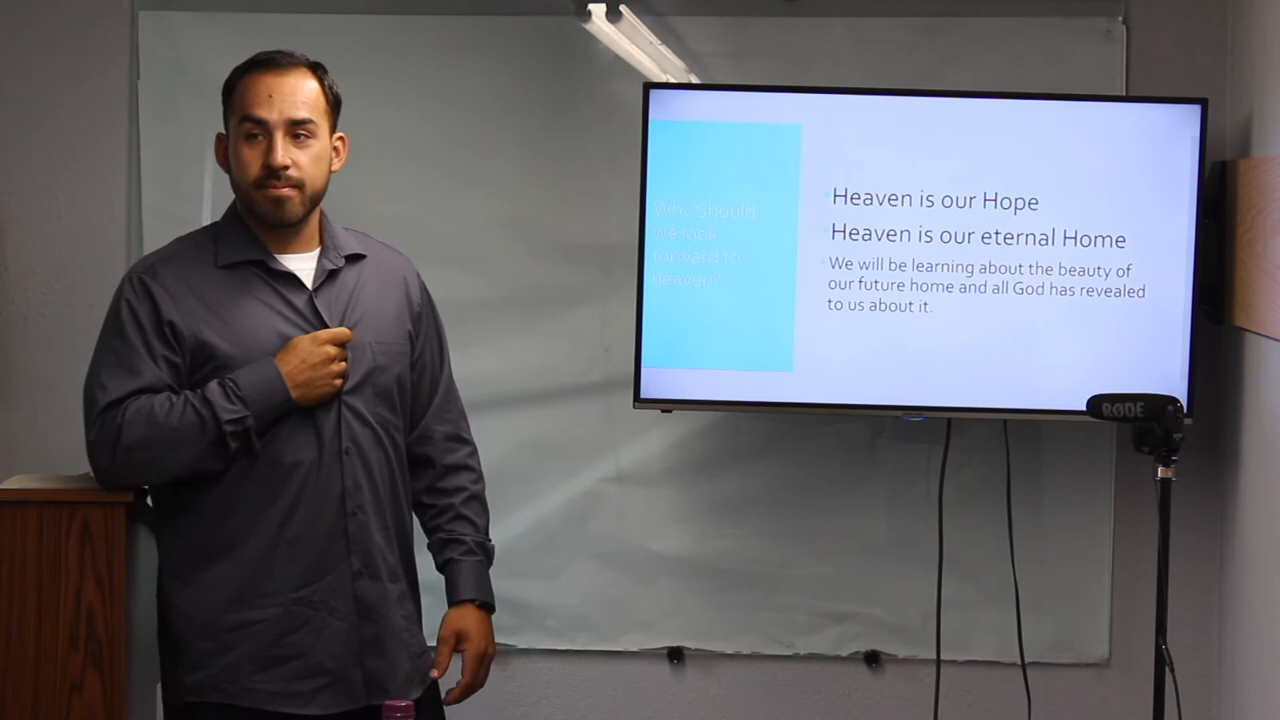 Why Should
we look
forward to
heaven?
Heaven is our Hope
Heaven is our eternal Home
We will be learning about the beauty of
our future home and all God has revealed
to us about it.
RØDE